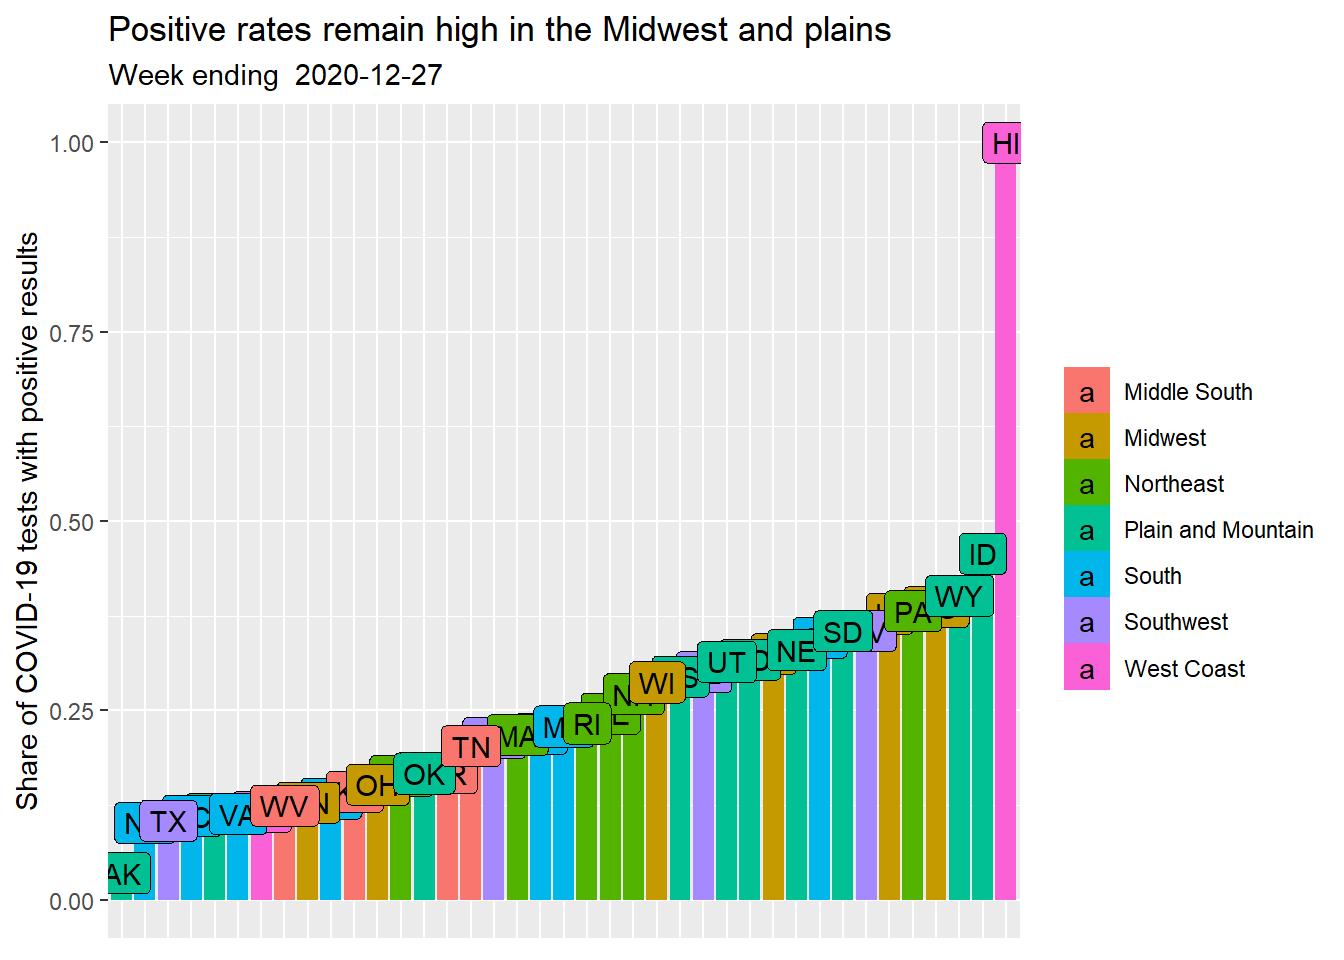 Positive rates remain high in the Midwest and plains
Week ending  2020-12-27
Share of COVID-19 tests with positive results
1.00
0.75
0.50
0.25
0.00
AK
TX
VA
WV
OH
OK
TN
MA
RI
WI
UT
NE
SD
PA
WY
ID
HI
a Middle South
a Midwest
a Northeast
a Plain and Mountain
a South
a Southwest
a West Coast